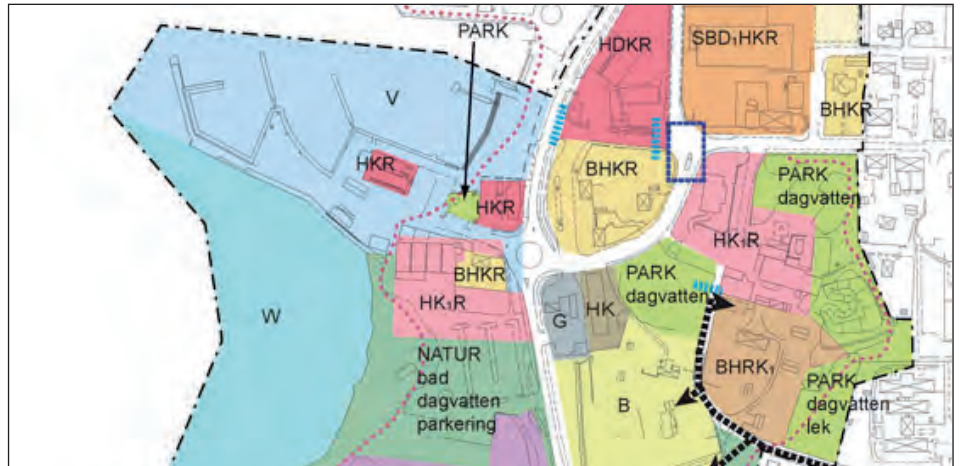 PARK
HDKR
SBD₁HKR
V
BHKR
HKR
BHKR
PARK
dagvatten
HKR
HK₁R
BHKR
PARK
dagvatten
HK₁R
W
G
HK
NATUR
bad
dagvatten
parkering
BHRK₁
B
PARK
dagvatten
lek